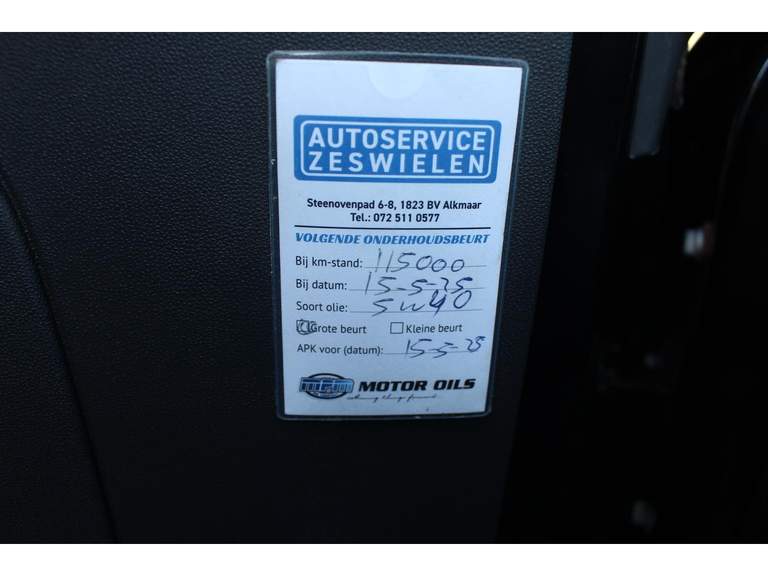 AUTOSERVICE
ZESWIELEN
Steenovenpad 6-8, 1823 BV Alkmaar
Tel.: 072 511 0577
VOLGENDE ONDERHOUDSBEURT
Bij km-stand: 115000
Bij datum: 15-5-25
Soort olie: 5W40
Grote beurt Kleine beurt
APK voor (datum): 15-5-25
MOTOR OILS